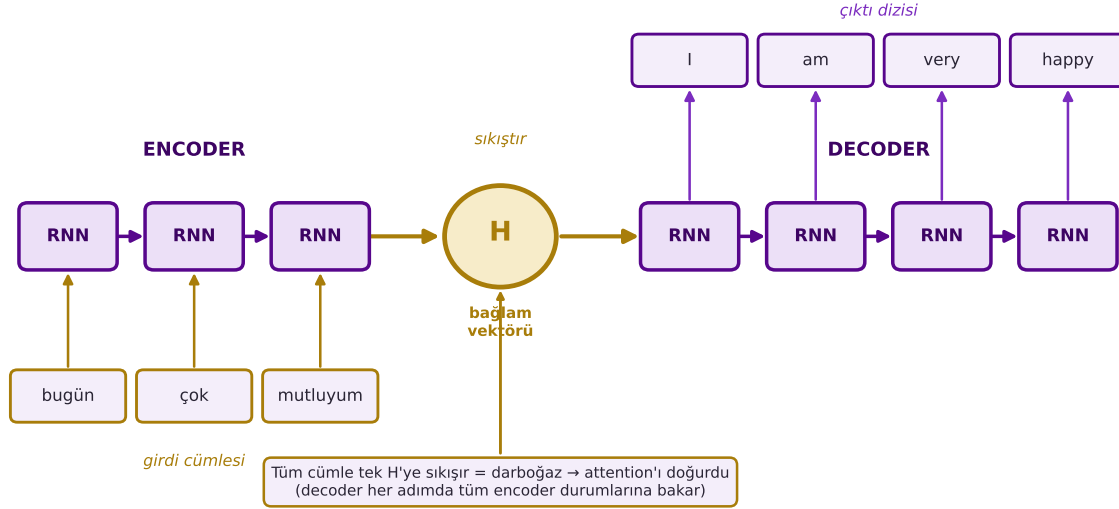 çıktı dizisi
I am very happy
ENCODER
sıkıştır
DECODER
RNN RNN RNN H RNN RNN RNN RNN
bağlam
vektörü
bugün çok mutluyum
girdi cümlesi
Tüm cümle tek H'ye sıkışır = darboğaz → attention'ı doğurdu
(decoder her adımda tüm encoder durumlarına bakar)